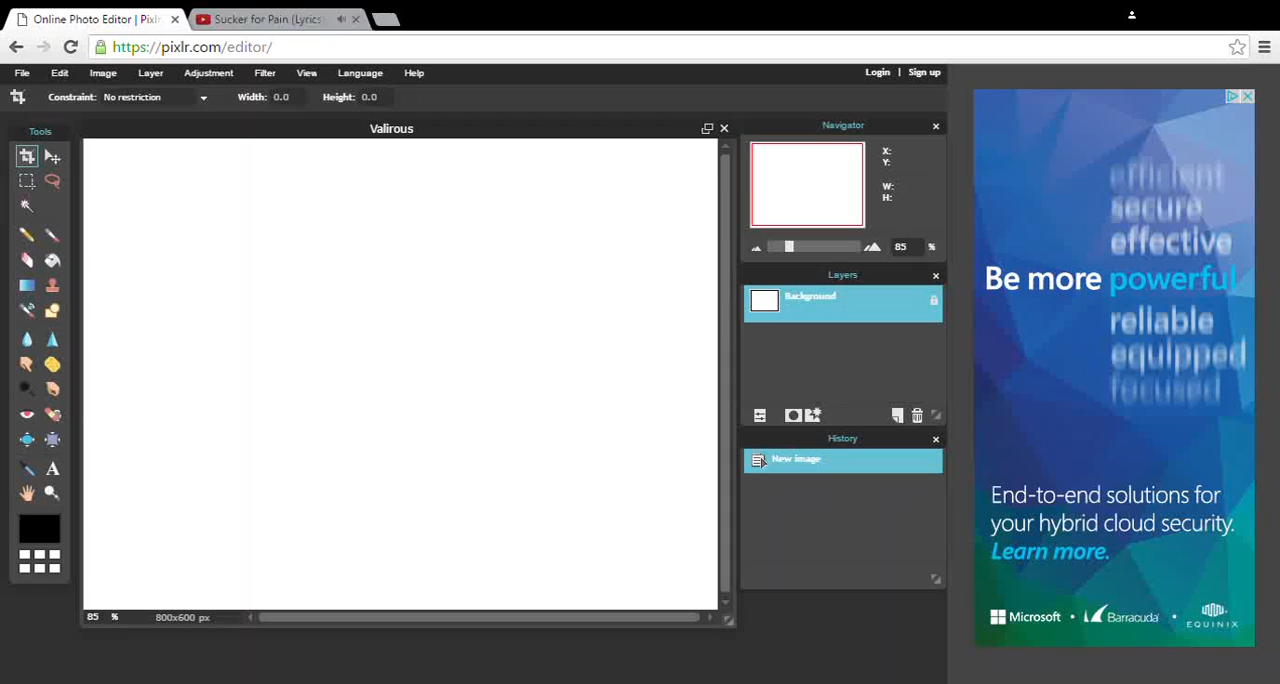 Online Photo Editor | Pixlr
Sucker for Pain (Lyrics
https://pixlr.com/editor/
File Edit Image Layer Adjustment Filter View Language Help
Login | Sign up
Constraint: No restriction Width: 0.0 Height: 0.0
Tools
Valirous
Navigator
X:
Y:
W:
H:
85 %
Layers
Background
History
New image
A
85 % 800x600 px
efficient
secure
effective
Be more powerful
reliable
equipped
focused
End-to-end solutions for
your hybrid cloud security.
Learn more.
Microsoft • Barracuda • EQUINIX